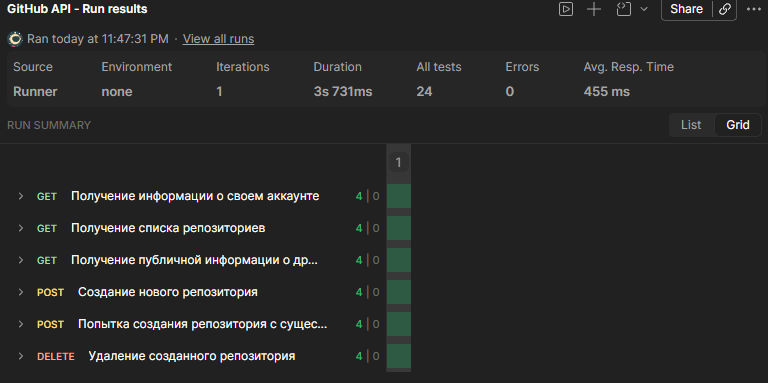 GitHub API - Run results
Share
Ran today at 11:47:31 PM · View all runs
Source Environment Iterations Duration All tests Errors Avg. Resp. Time
Runner none 1 3s 731ms 24 0 455 ms
RUN SUMMARY
List Grid
1
GET Получение информации о своем аккаунте 4 | 0
GET Получение списка репозиториев 4 | 0
GET Получение публичной информации о др... 4 | 0
POST Создание нового репозитория 4 | 0
POST Попытка создания репозитория с сущес... 4 | 0
DELETE Удаление созданного репозитория 4 | 0